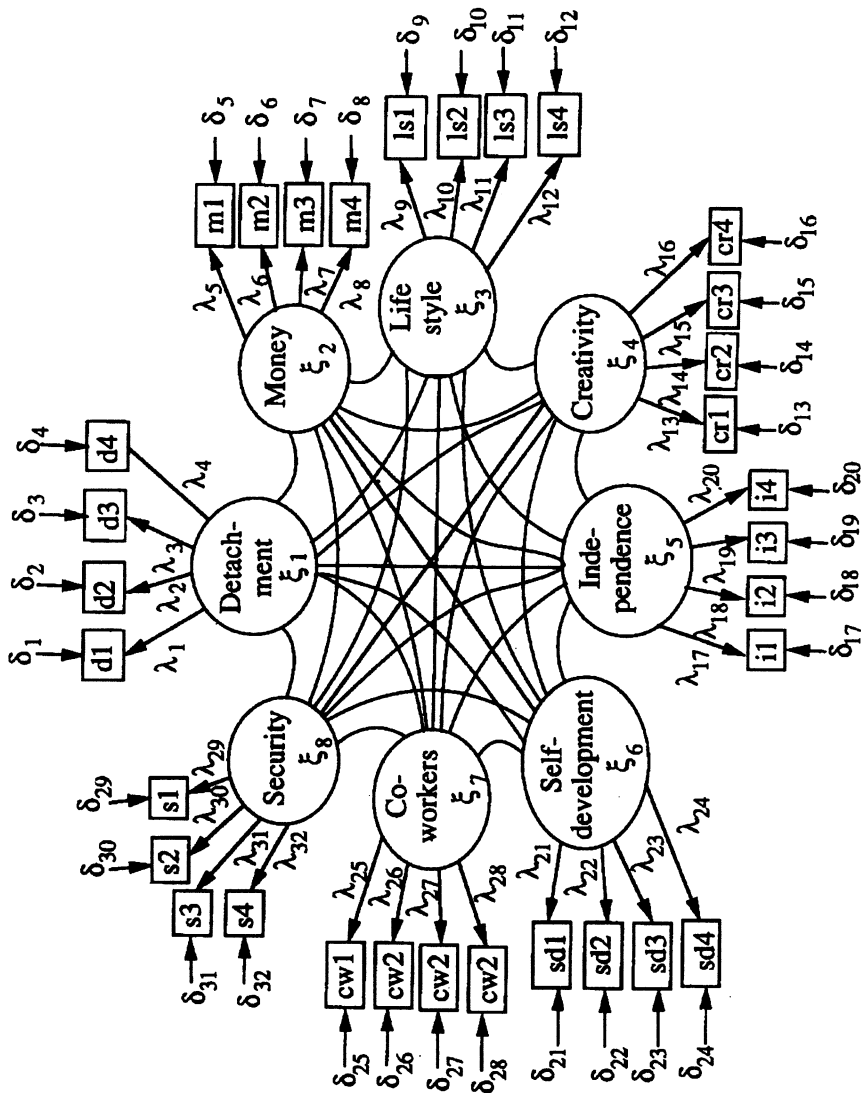 δ₁
δ₂
δ₃
δ₄
d1
d2
d3
d4
λ₁
λ₂
λ₃
λ₄
Detach-
ment
ξ₁
δ₅
δ₆
δ₇
δ₈
m1
m2
m3
m4
λ₅
λ₆
λ₇
λ₈
Money
ξ₂
δ₉
δ₁₀
δ₁₁
δ₁₂
ls1
ls2
ls3
ls4
λ₉
λ₁₀
λ₁₁
λ₁₂
Life
style
ξ₃
Creativity
ξ₄
λ₁₃
λ₁₄
λ₁₅
λ₁₆
cr1
cr2
cr3
cr4
δ₁₃
δ₁₄
δ₁₅
δ₁₆
Inde-
pendence
ξ₅
λ₁₇
λ₁₈
λ₁₉
λ₂₀
i1
i2
i3
i4
δ₁₇
δ₁₈
δ₁₉
δ₂₀
Self-
development
ξ₆
λ₂₁
λ₂₂
λ₂₃
λ₂₄
sd1
sd2
sd3
sd4
δ₂₁
δ₂₂
δ₂₃
δ₂₄
Co-
workers
ξ₇
λ₂₅
λ₂₆
λ₂₇
λ₂₈
cw1
cw2
cw2
cw2
δ₂₅
δ₂₆
δ₂₇
δ₂₈
Security
ξ₈
λ₂₉
λ₃₀
λ₃₁
λ₃₂
s1
s2
s3
s4
δ₂₉
δ₃₀
δ₃₁
δ₃₂